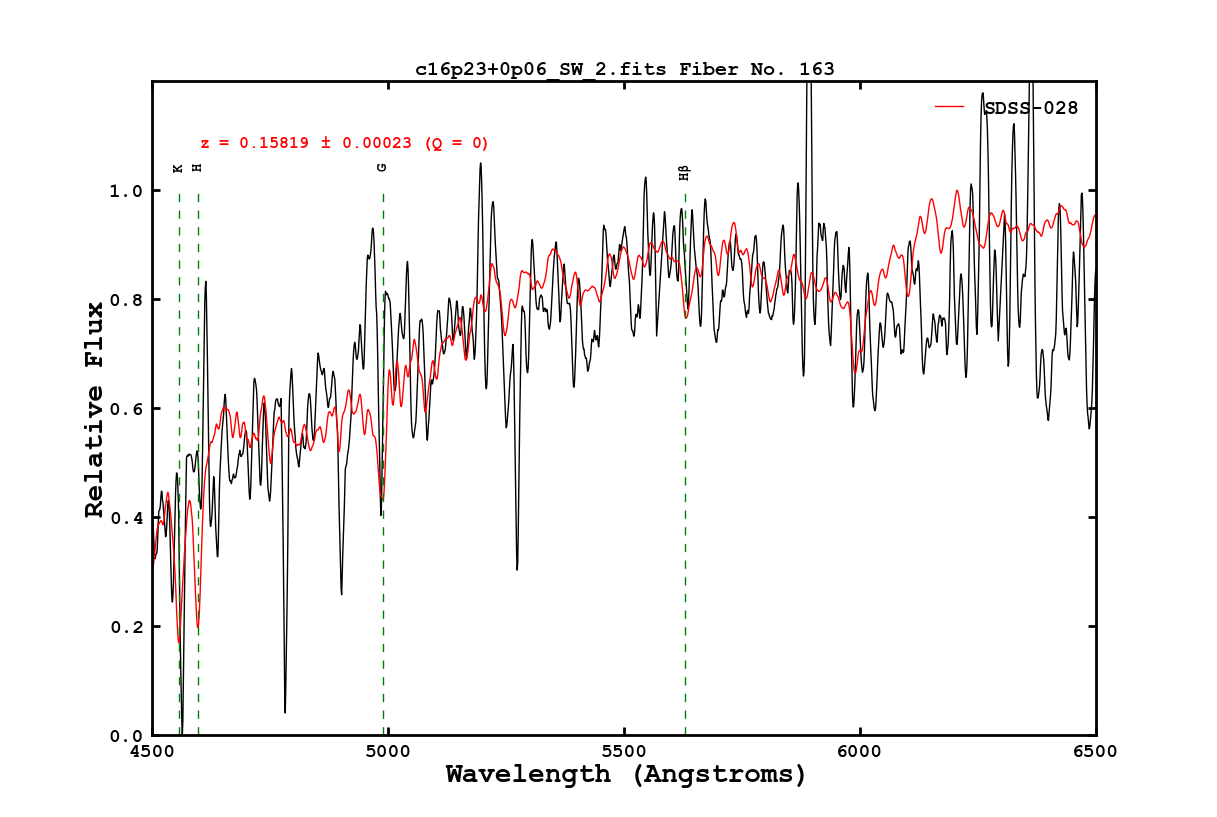 c16p23+0p06_SW_2.fits Fiber No. 163
SDSS-028
z = 0.15819 ± 0.00023 (Q = 0)
K H G Hβ
1.0
0.8
0.6
0.4
0.2
0.0
Relative Flux
4500 5000 5500 6000 6500
Wavelength (Angstroms)